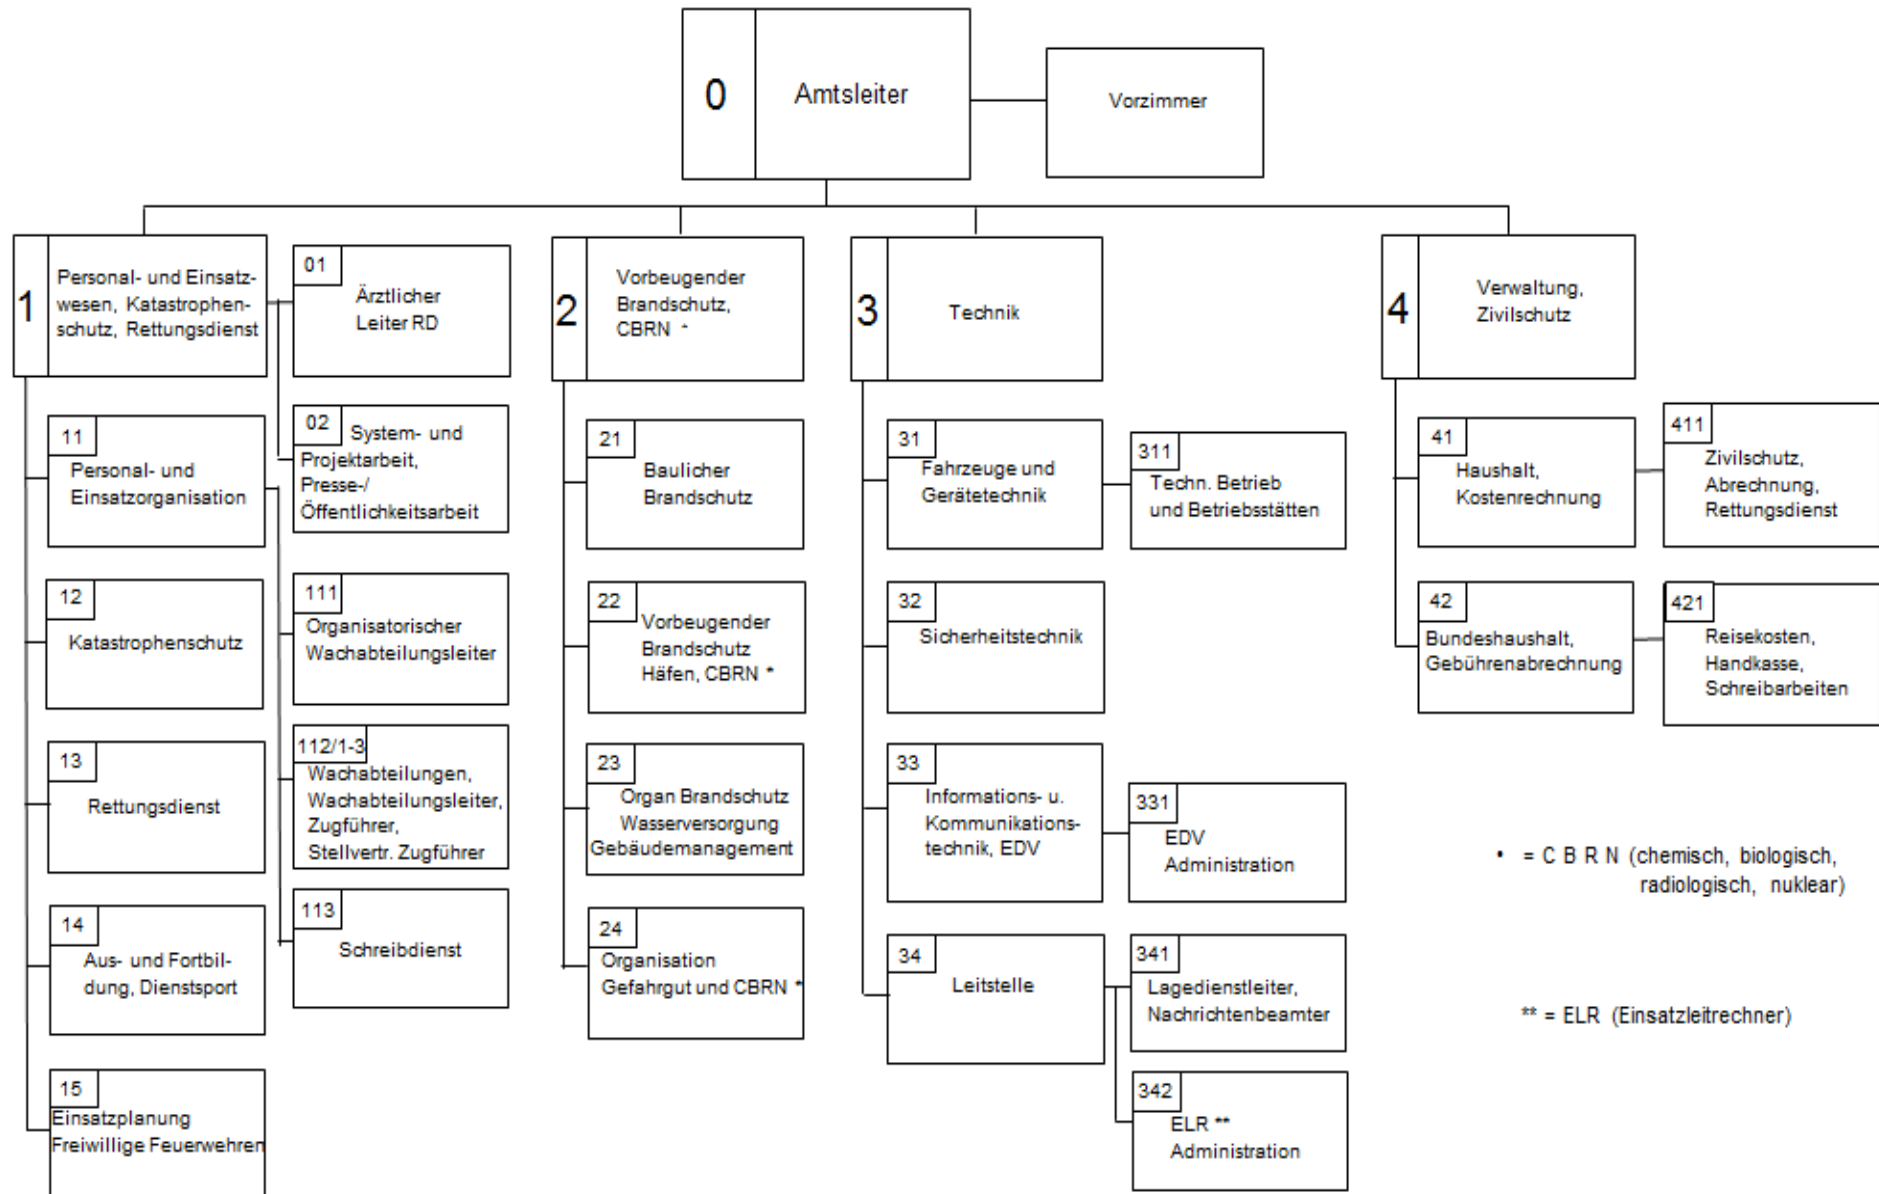 0
Amtsleiter
Vorzimmer
1
Personal- und Einsatz-
wesen, Katastrophen-
schutz, Rettungsdienst
01
Ärztlicher
Leiter RD
02
System- und
Projektarbeit,
Presse-/
Öffentlichkeitsarbeit
11
Personal- und
Einsatzorganisation
12
Katastrophenschutz
13
Rettungsdienst
14
Aus- und Fortbil-
dung, Dienstsport
15
Einsatzplanung
Freiwillige Feuerwehren
111
Organisatorischer
Wachabteilungsleiter
112/1-3
Wachabteilungen,
Wachabteilungsleiter,
Zugführer,
Stellvertr. Zugführer
113
Schreibdienst
2
Vorbeugender
Brandschutz,
CBRN *
21
Baulicher
Brandschutz
22
Vorbeugender
Brandschutz
Häfen, CBRN *
23
Organ Brandschutz
Wasserversorgung
Gebäudemanagement
24
Organisation
Gefahrgut und CBRN *
3
Technik
31
Fahrzeuge und
Gerätetechnik
311
Techn. Betrieb
und Betriebsstätten
32
Sicherheitstechnik
33
Informations- u.
Kommunikations-
technik, EDV
331
EDV
Administration
34
Leitstelle
341
Lagedienstleiter,
Nachrichtenbeamter
342
ELR **
Administration
4
Verwaltung,
Zivilschutz
41
Haushalt,
Kostenrechnung
411
Zivilschutz,
Abrechnung,
Rettungsdienst
42
Bundeshaushalt,
Gebührenabrechnung
421
Reisekosten,
Handkasse,
Schreibarbeiten
• = C B R N (chemisch, biologisch,
radiologisch, nuklear)
** = ELR (Einsatzleitrechner)